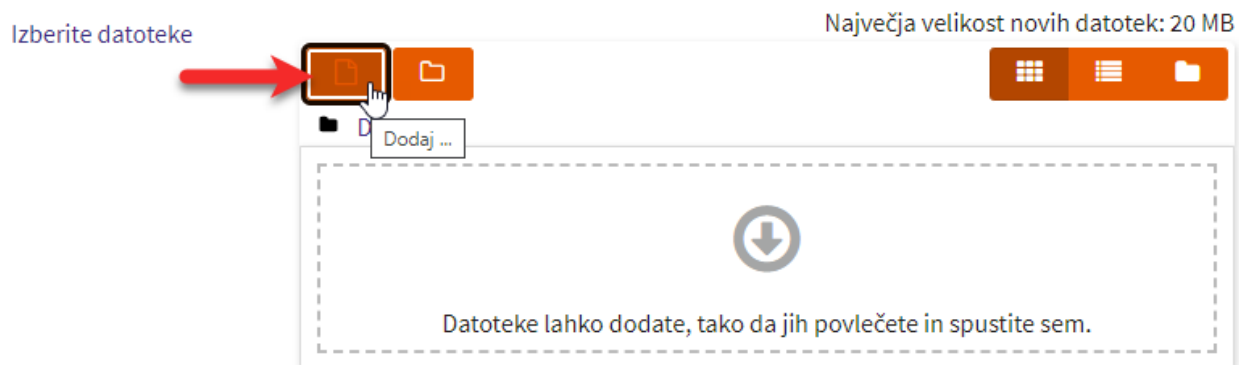 Izberite datoteke
Največja velikost novih datotek: 20 MB
Dodaj ...
Datoteke lahko dodate, tako da jih povlečete in spustite sem.